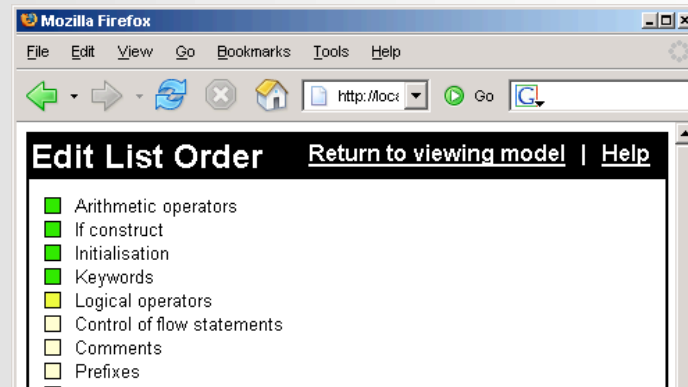 Mozilla Firefox
File Edit View Go Bookmarks Tools Help
http://loca Go G
Edit List Order Return to viewing model | Help
Arithmetic operators
If construct
Initialisation
Keywords
Logical operators
Control of flow statements
Comments
Prefixes